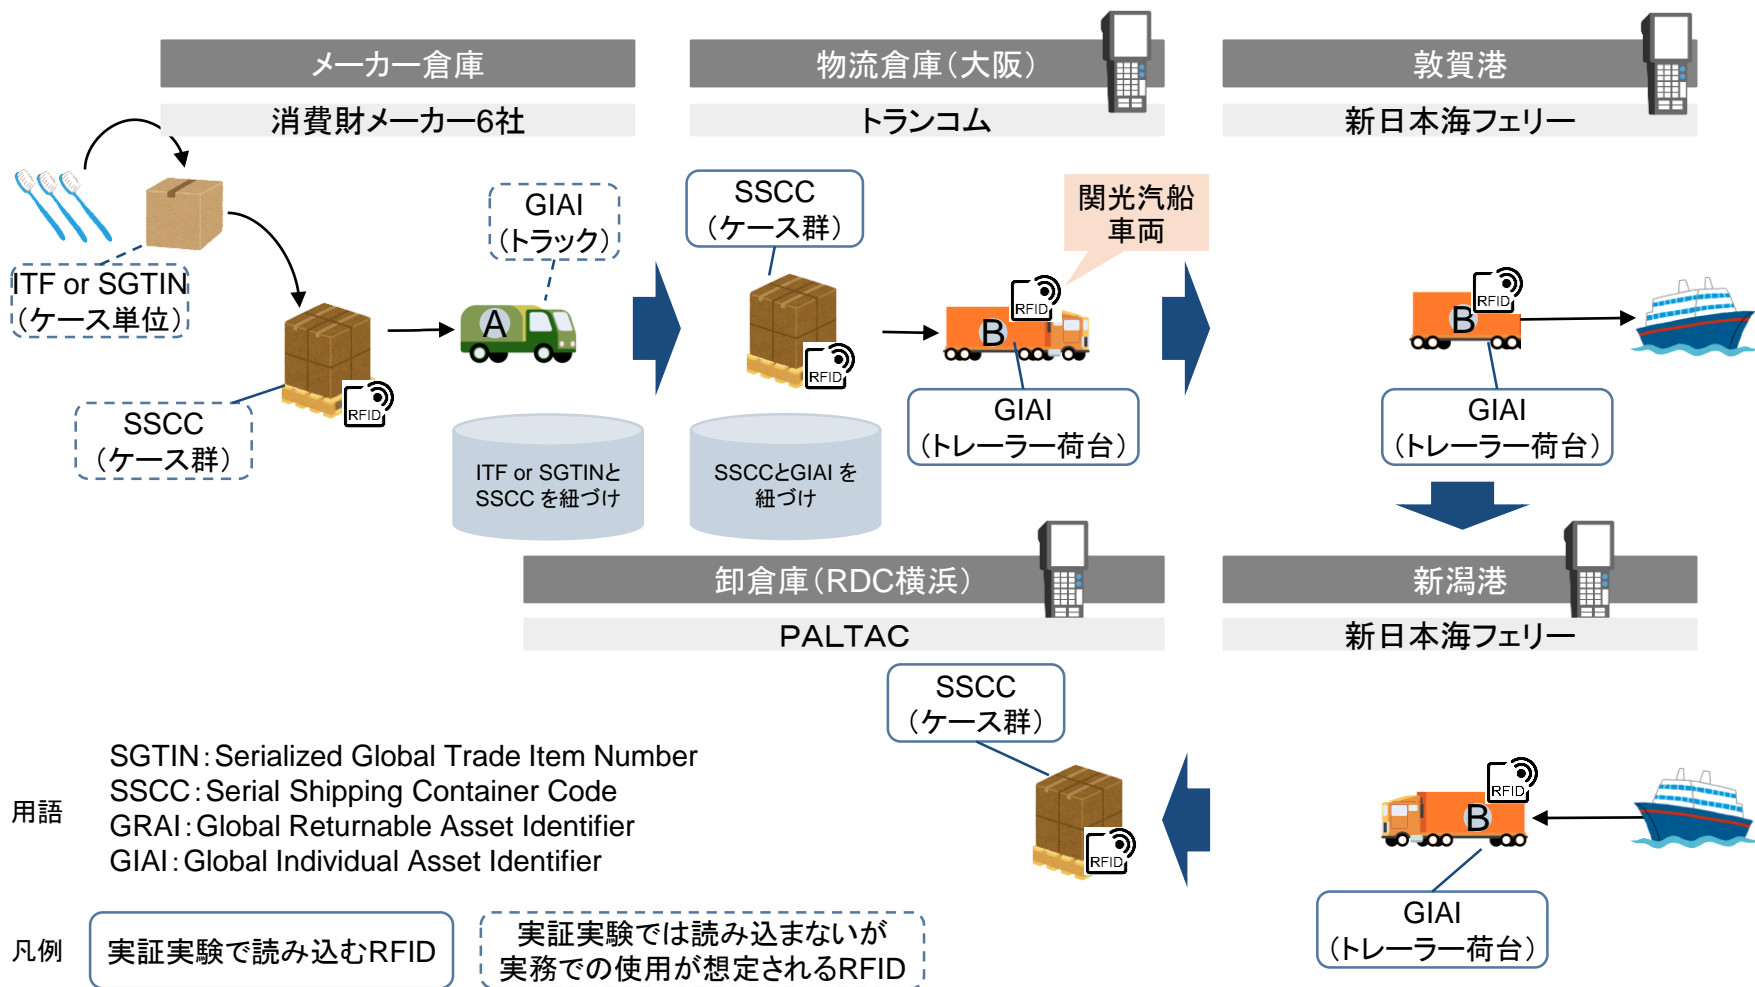 メーカー倉庫
消費財メーカー6社
物流倉庫（大阪）
トランコム
敦賀港
新日本海フェリー
ITF or SGTIN
（ケース単位）
SSCC
（ケース群）
RFID
GIAI
（トラック）
A
ITF or SGTINと
SSCC を紐づけ
SSCC
（ケース群）
RFID
関光汽船
車両
RFID
B
GIAI
（トレーラー荷台）
SSCCとGIAI を
紐づけ
RFID
B
GIAI
（トレーラー荷台）
卸倉庫（RDC横浜）
PALTAC
新潟港
新日本海フェリー
SSCC
（ケース群）
RFID
RFID
B
GIAI
（トレーラー荷台）
用語
SGTIN：Serialized Global Trade Item Number
SSCC：Serial Shipping Container Code
GRAI：Global Returnable Asset Identifier
GIAI：Global Individual Asset Identifier
凡例
実証実験で読み込むRFID
実証実験では読み込まないが
実務での使用が想定されるRFID